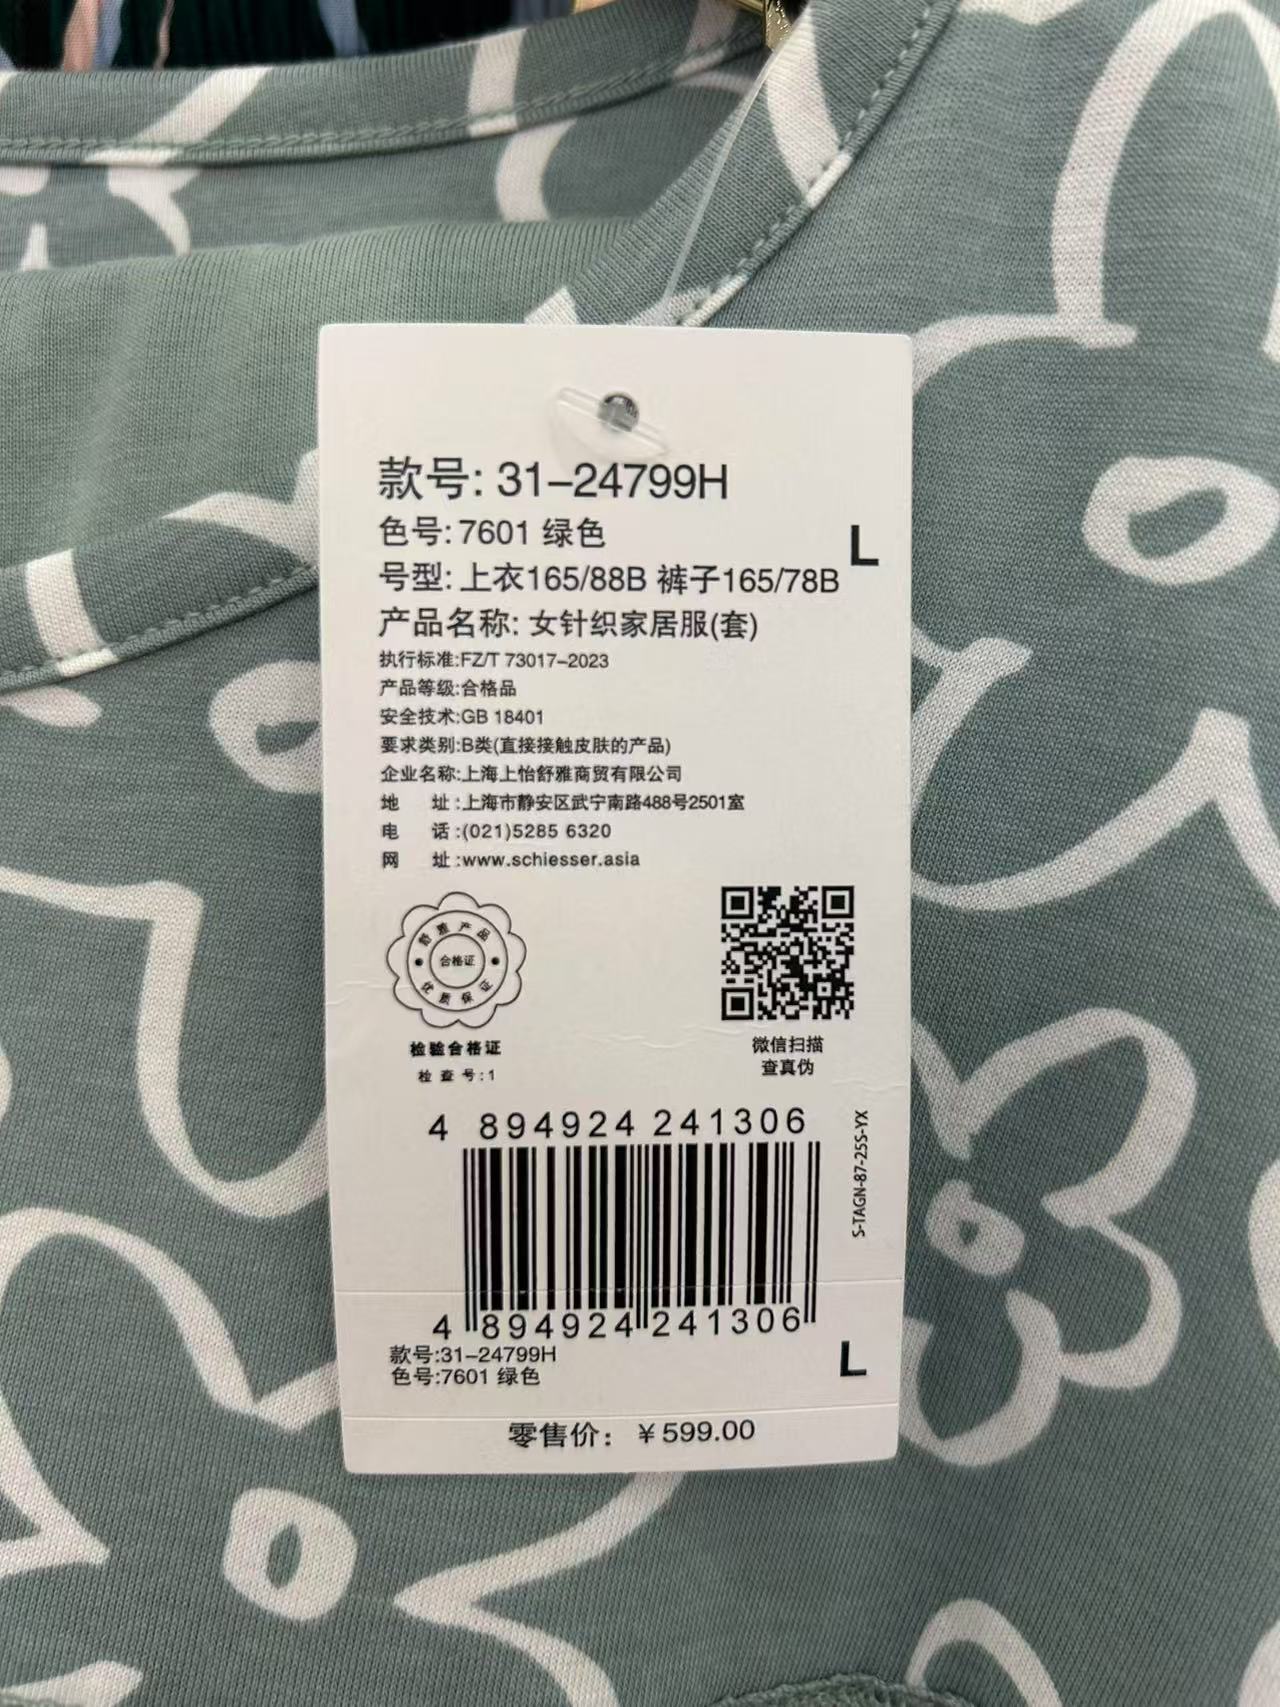 款号: 31-24799H
色号: 7601 绿色
L
号型: 上衣165/88B 裤子165/78B
产品名称: 女针织家居服(套)
执行标准:FZ/T 73017-2023
产品等级:合格品
安全技术:GB 18401
要求类别:B类(直接接触皮肤的产品)
企业名称:上海上怡舒雅商贸有限公司
地 址:上海市静安区武宁南路488号2501室
电 话:(021)5285 6320
网 址:www.schiesser.asia
舒雅产品
合格证
优质保证
检验合格证
检查号:1
微信扫描
查真伪
4 894924 241306
S-TAGN-87-25S-YX
4 894924 241306
款号:31-24799H
色号:7601 绿色
L
零售价: ¥599.00